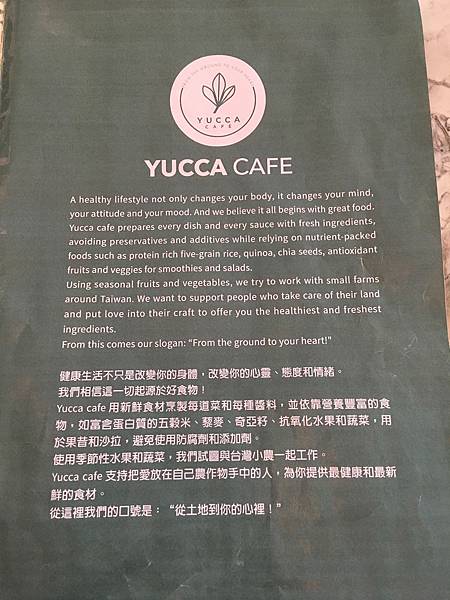 FROM THE GROUND TO YOUR HEART
YUCCA
CAFE
YUCCA CAFE
A healthy lifestyle not only changes your body, it changes your mind,
your attitude and your mood. And we believe it all begins with great food.
Yucca cafe prepares every dish and every sauce with fresh ingredients,
avoiding preservatives and additives while relying on nutrient-packed
foods such as protein rich five-grain rice, quinoa, chia seeds, antioxidant
fruits and veggies for smoothies and salads.
Using seasonal fruits and vegetables, we try to work with small farms
around Taiwan. We want to support people who take care of their land
and put love into their craft to offer you the healthiest and freshest
ingredients.
From this comes our slogan: “From the ground to your heart!”
健康生活不只是改變你的身體，改變你的心靈、態度和情緒。
我們相信這一切起源於好食物！
Yucca cafe 用新鮮食材烹製每道菜和每種醬料，並依靠營養豐富的食
物，如富含蛋白質的五穀米、藜麥、奇亞籽、抗氧化水果和蔬菜，用
於果昔和沙拉，避免使用防腐劑和添加劑。
使用季節性水果和蔬菜，我們試圖與台灣小農一起工作。
Yucca cafe 支持把愛放在自己農作物手中的人，為你提供最健康和最新
鮮的食材。
從這裡我們的口號是：“從土地到你的心裡！”